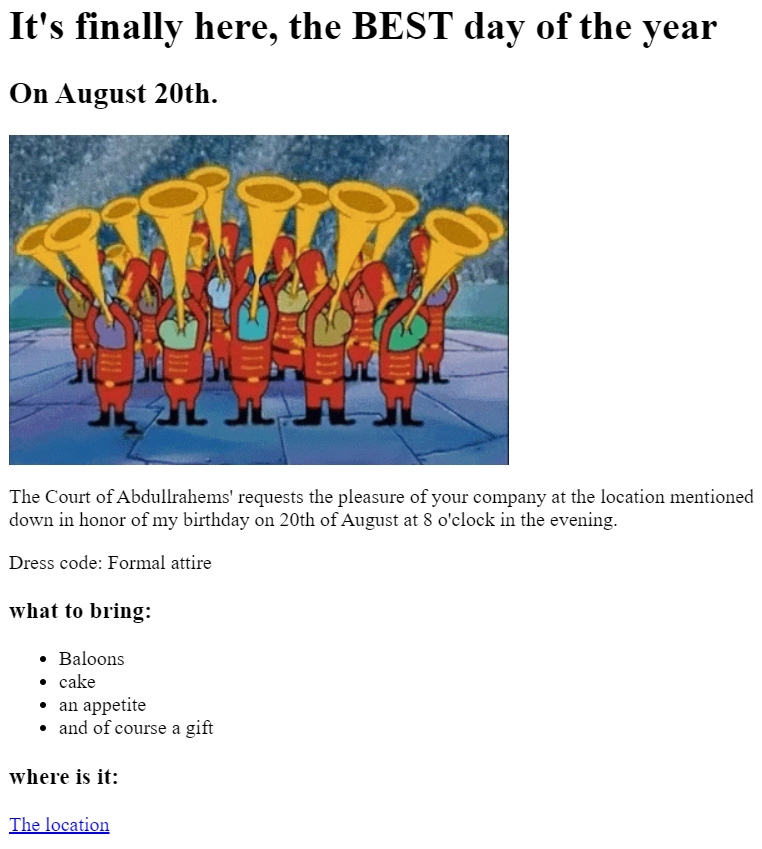 It's finally here, the BEST day of the year
On August 20th.
The Court of Abdullrahems' requests the pleasure of your company at the location mentioned
down in honor of my birthday on 20th of August at 8 o'clock in the evening.
Dress code: Formal attire
what to bring:
Baloons
cake
an appetite
and of course a gift
where is it:
The location